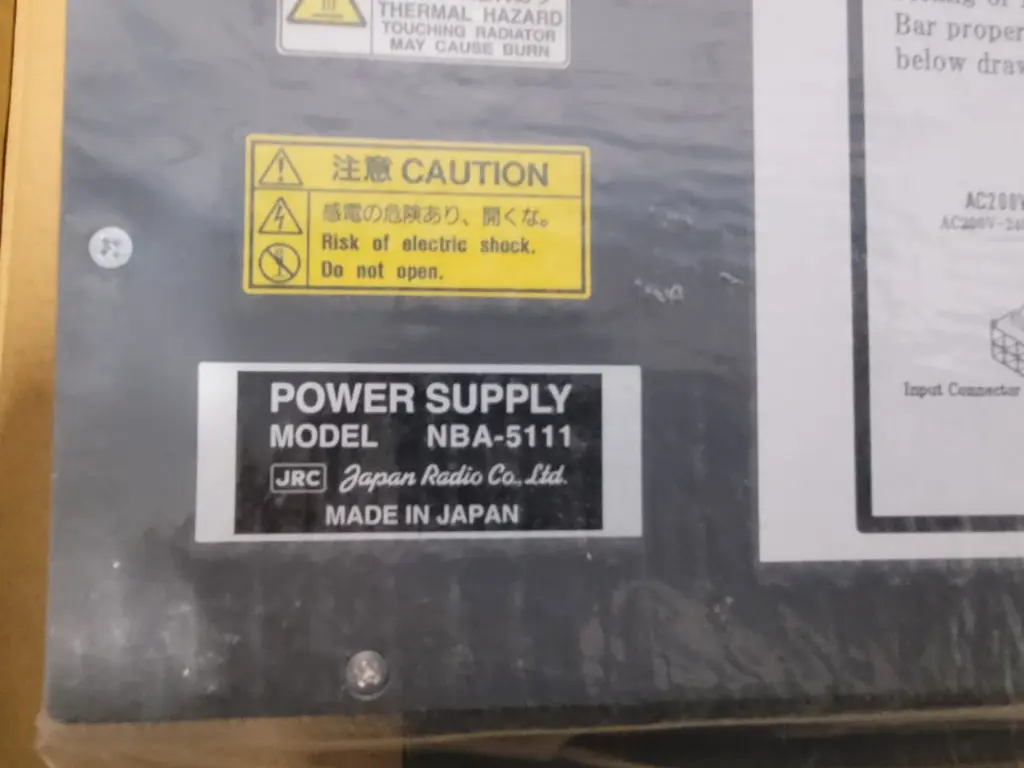 THERMAL HAZARD
TOUCHING RADIATOR
MAY CAUSE BURN
注意 CAUTION
感電の危険あり、開くな。
Risk of electric shock.
Do not open.
POWER SUPPLY
MODEL NBA-5111
JRC Japan Radio Co., Ltd.
MADE IN JAPAN
Bar proper
below draw
AC200V
AC200V-24
Input Connector